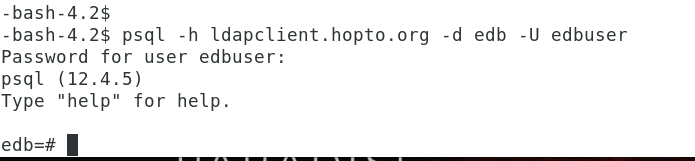 -bash-4.2$
-bash-4.2$ psql -h ldapclient.hopto.org -d edb -U edbuser
Password for user edbuser:
psql (12.4.5)
Type "help" for help.
edb=#